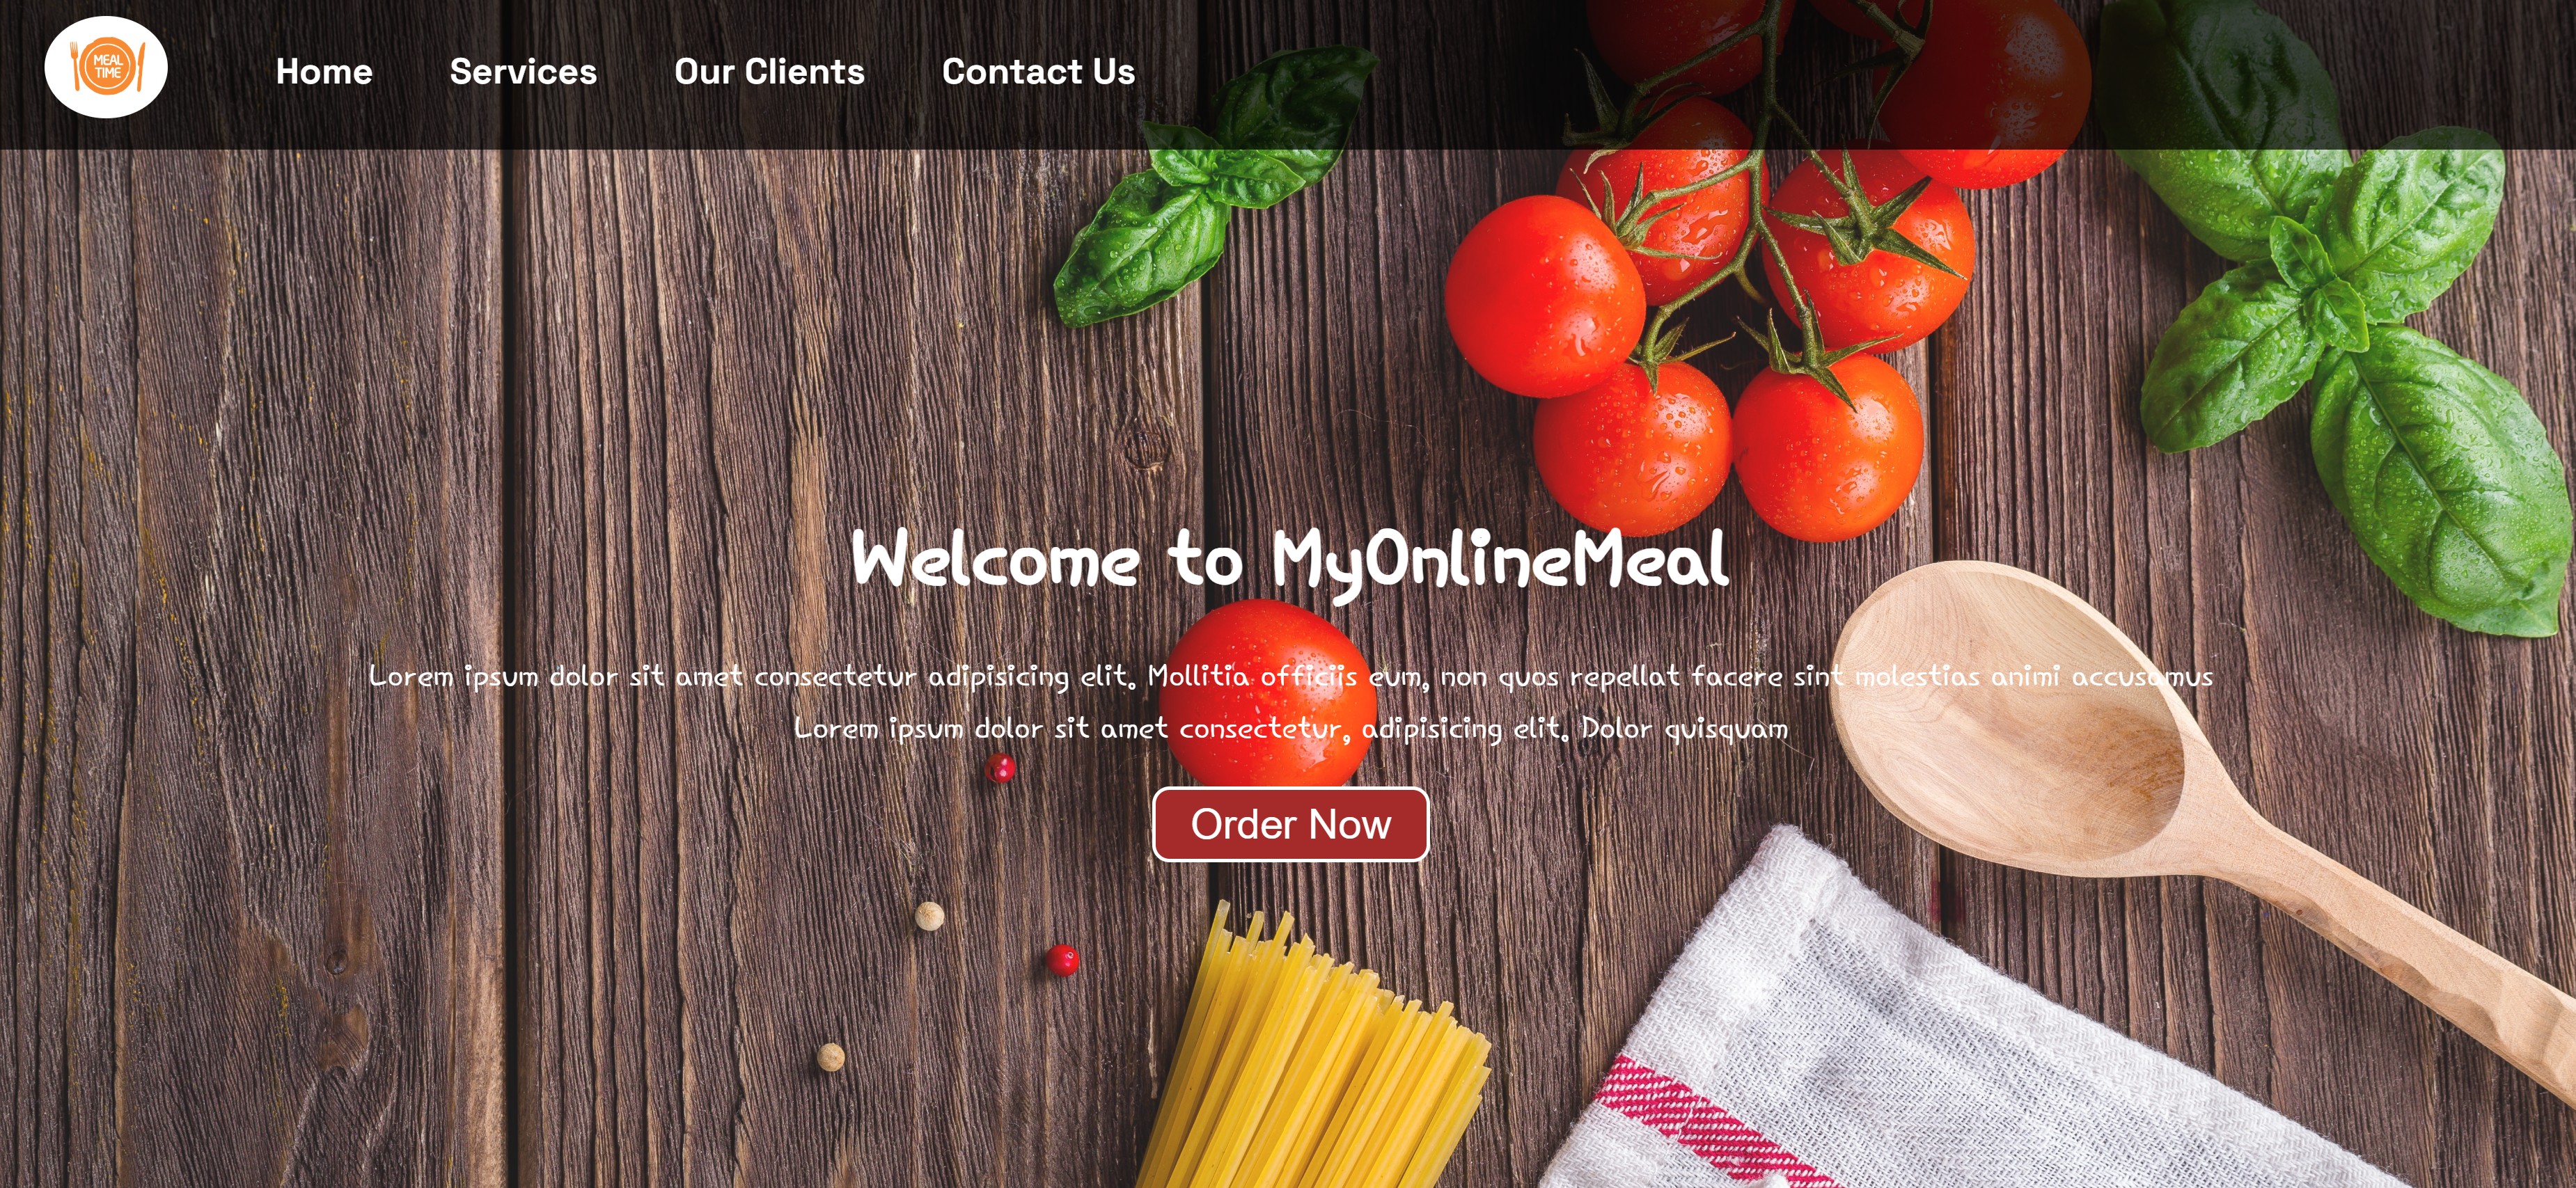 MEAL
TIME
Home
Services
Our Clients
Contact Us
Welcome to MyOnlineMeal
Lorem ipsum dolor sit amet consectetur adipisicing elit. Mollitia officiis eum, non quos repellat facere sint molestias animi accusamus
Lorem ipsum dolor sit amet consectetur, adipisicing elit. Dolor quisquam
Order Now